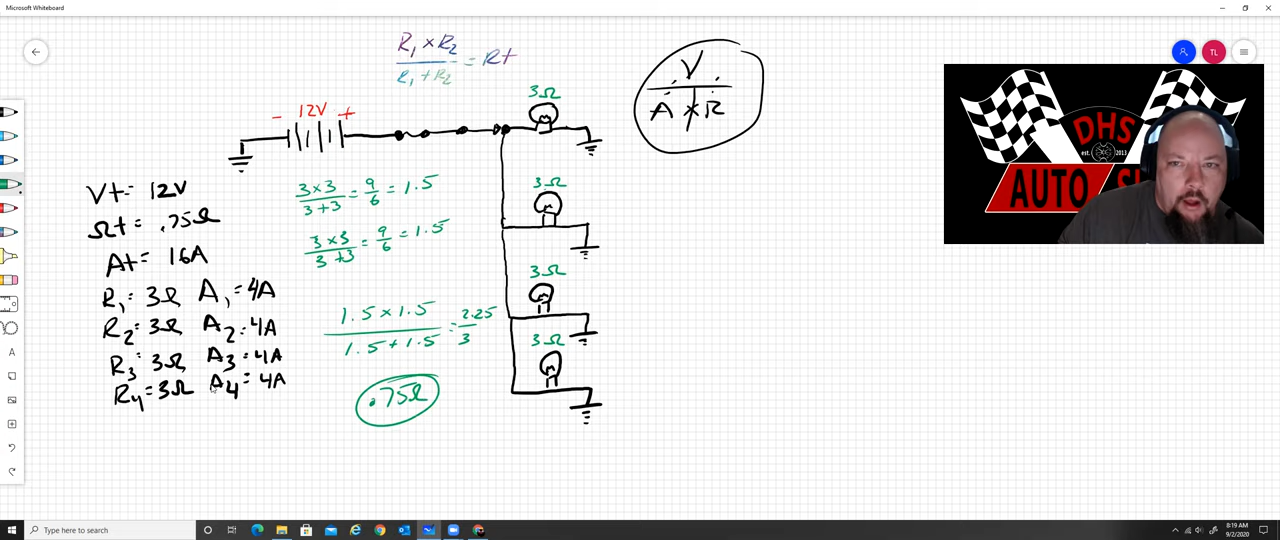 Microsoft Whiteboard
R1 × R2
R1 + R2
= Rt
TL
V
A × R
- 12V +
3Ω
3Ω
3Ω
3Ω
Vt = 12V
Ωt = .75Ω
At = 16A
R1 = 3Ω A1 = 4A
R2 = 3Ω A2 = 4A
R3 = 3Ω A3 = 4A
R4 = 3Ω A4 = 4A
3 × 3
3 + 3
= 9/6 = 1.5
3 × 3
3 + 3
= 9/6 = 1.5
1.5 × 1.5
1.5 + 1.5
= 2.25/3
.75Ω
DHS
est. 2013
AUTO
A
Type here to search
8:19 AM
9/2/2020